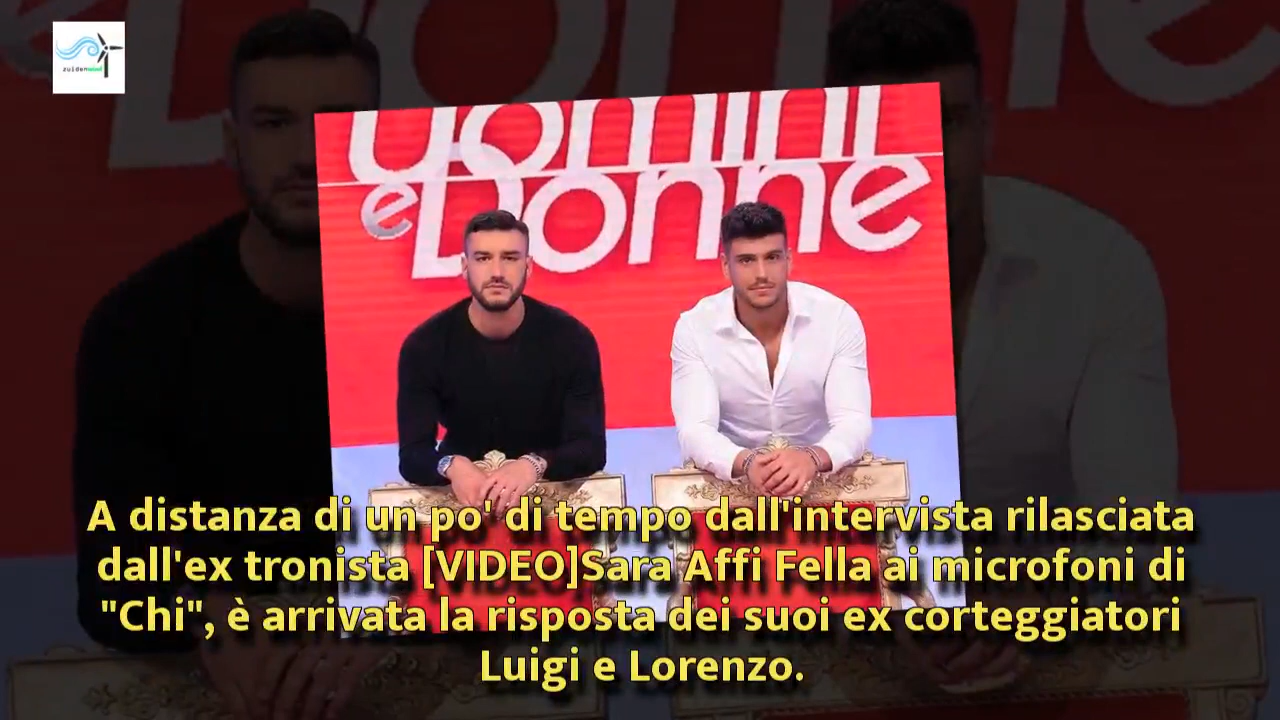 zuidenwind
Uomini
e Donne
A distanza di un po' di tempo dall'intervista rilasciata
dall'ex tronista [VIDEO]Sara Affi Fella ai microfoni di
"Chi", è arrivata la risposta dei suoi ex corteggiatori
Luigi e Lorenzo.